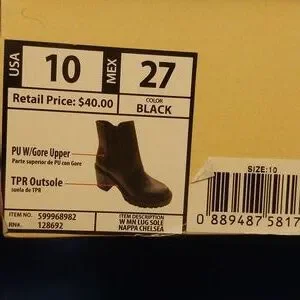 USA 10 MEX 27
Retail Price: $40.00
COLOR
BLACK
PU W/Gore Upper
Parte superior de PU con Gore
TPR Outsole
suela de TPR
ITEM NO. 599968982
RN#. 128692
ITEM DESCRIPTION
W MN LUG SOLE
NAPPA CHELSEA
SIZE:10
0 889487 5817